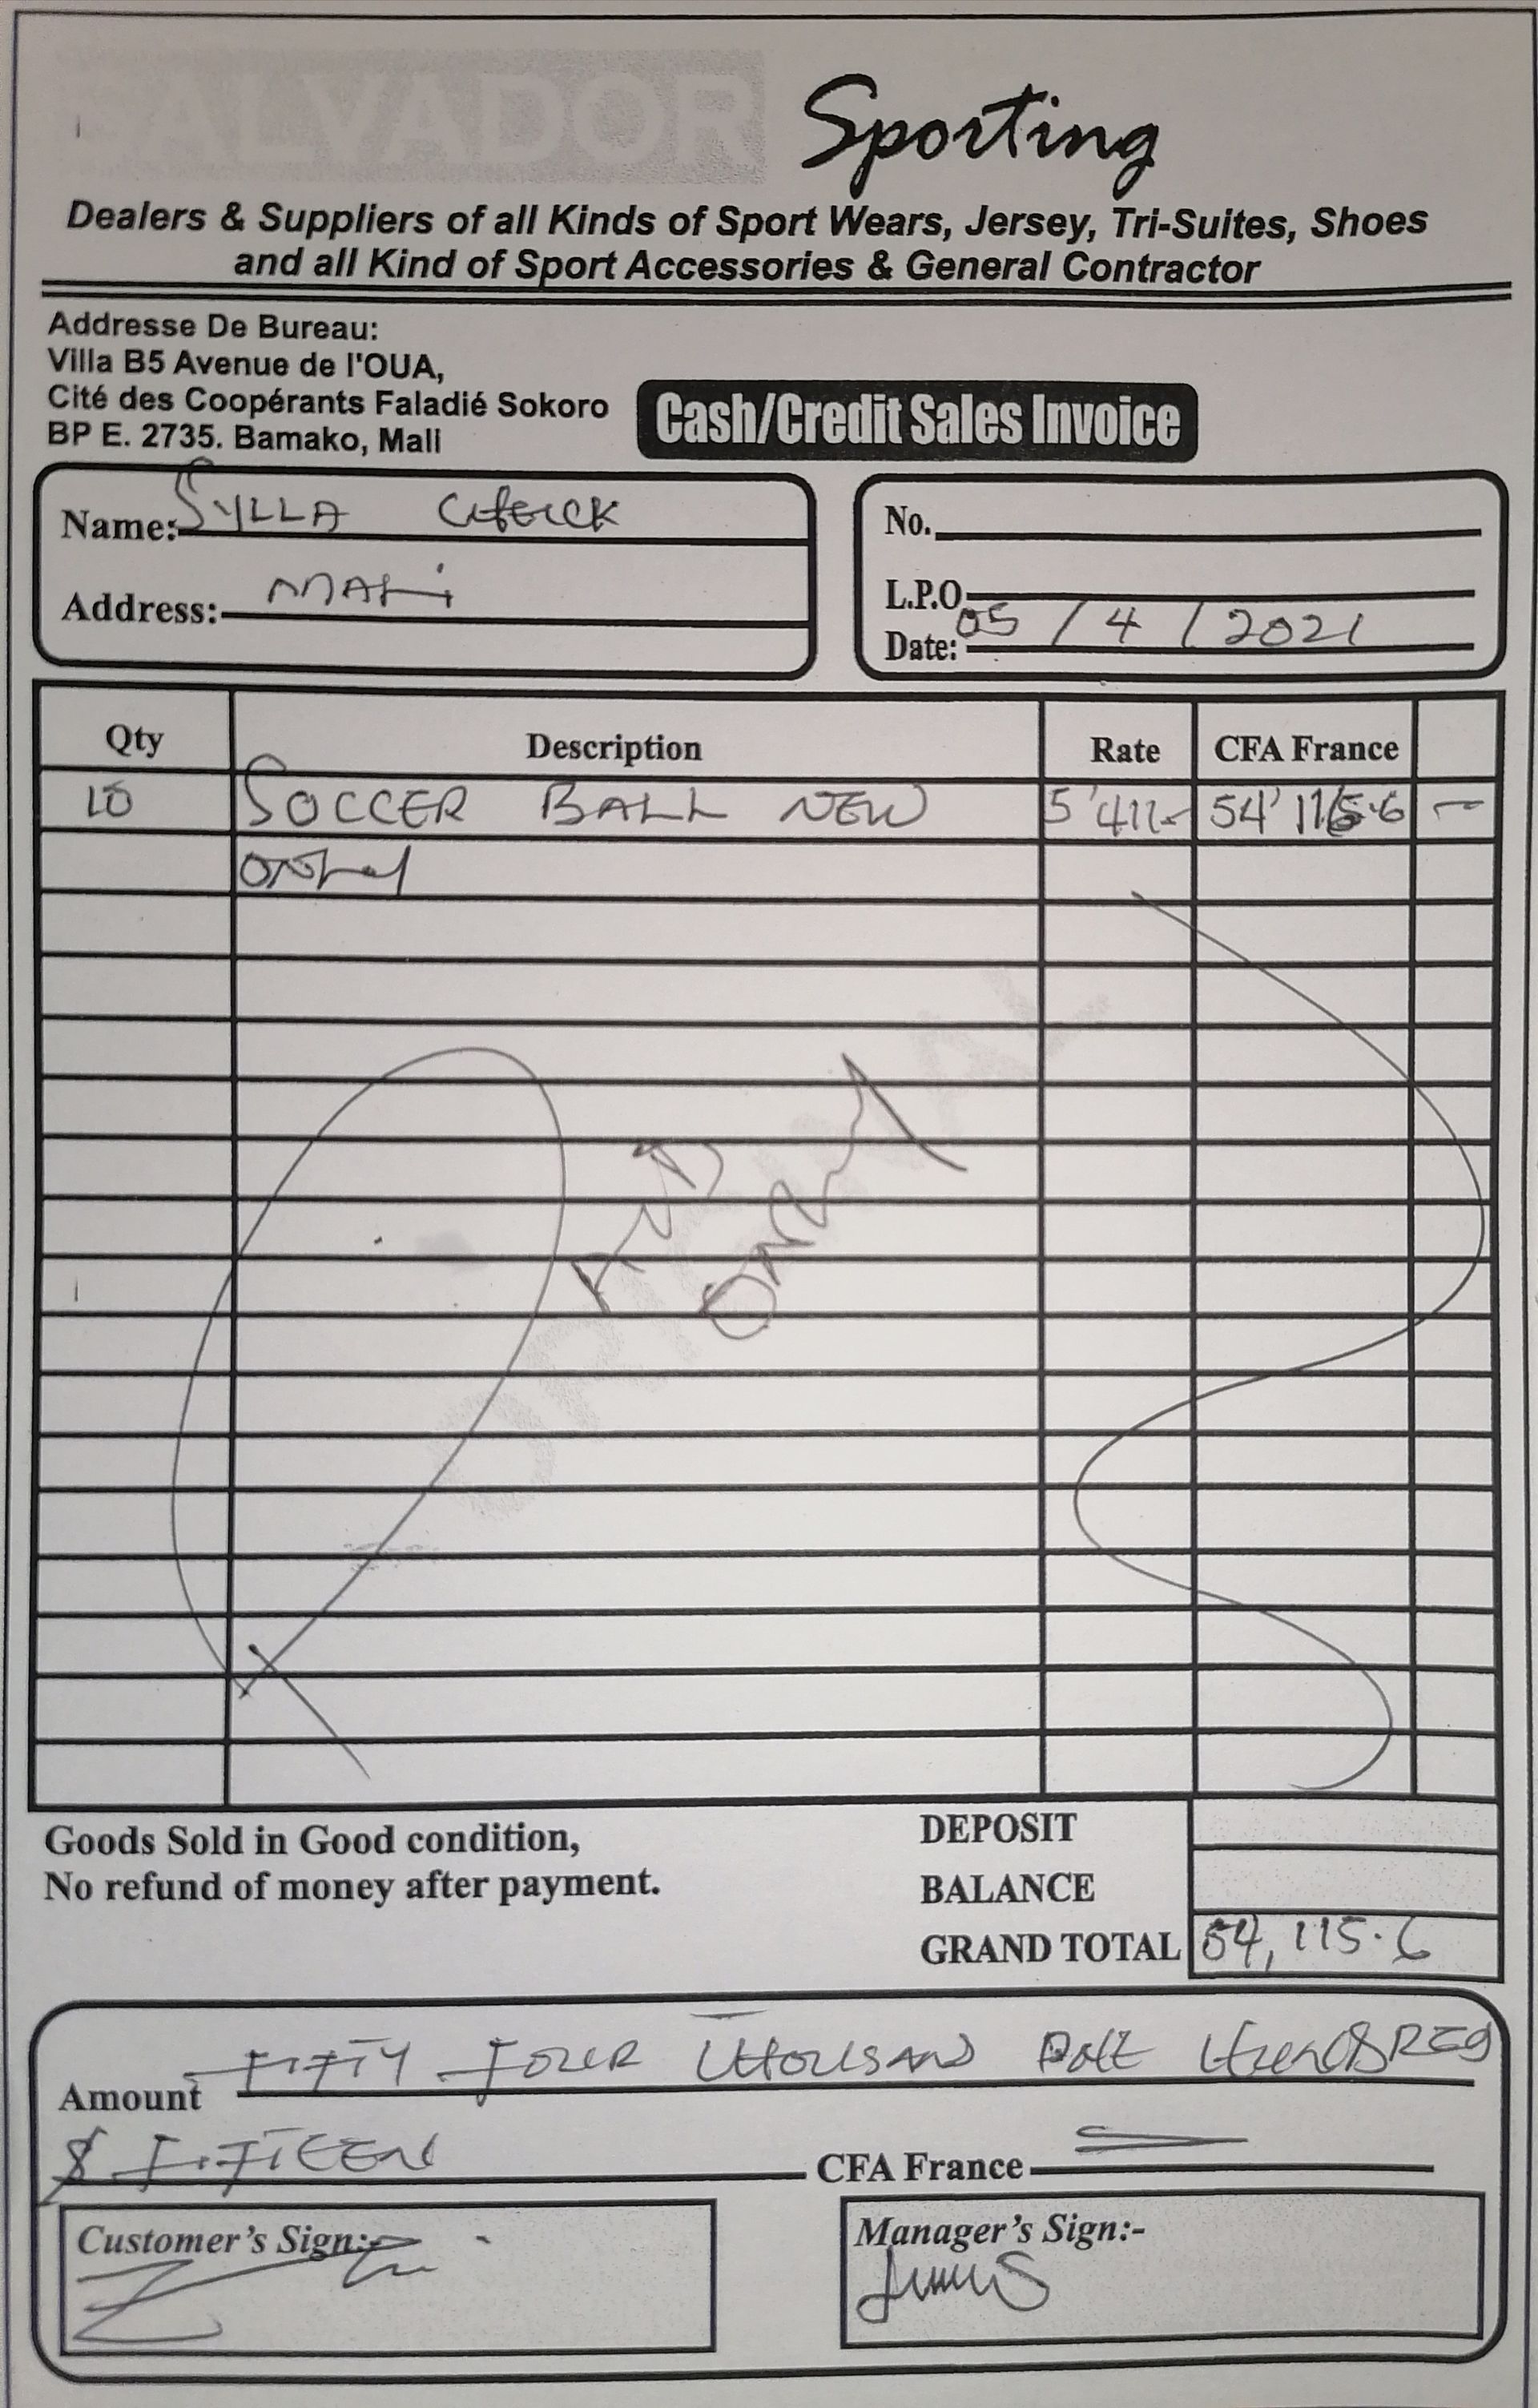 SALVADOR Sporting
Dealers & Suppliers of all Kinds of Sport Wears, Jersey, Tri-Suites, Shoes
and all Kind of Sport Accessories & General Contractor
Addresse De Bureau:
Villa B5 Avenue de l'OUA,
Cité des Coopérants Faladié Sokoro
BP E. 2735. Bamako, Mali
Cash/Credit Sales Invoice
Name: SYLLA CHEICK
Address: MALI
No.
L.P.O
Date: 05 / 4 / 2021
Qty Description Rate CFA France
10 SOCCER BALL NEW 5'411 54'115.6
only
ORIGINAL
only
Goods Sold in Good condition,
No refund of money after payment.
DEPOSIT
BALANCE
GRAND TOTAL 54,115.6
Amount FIFTY FOUR THOUSAND HUNDRED
& FIFTEEN CFA France
Customer's Sign:-
Manager's Sign:-